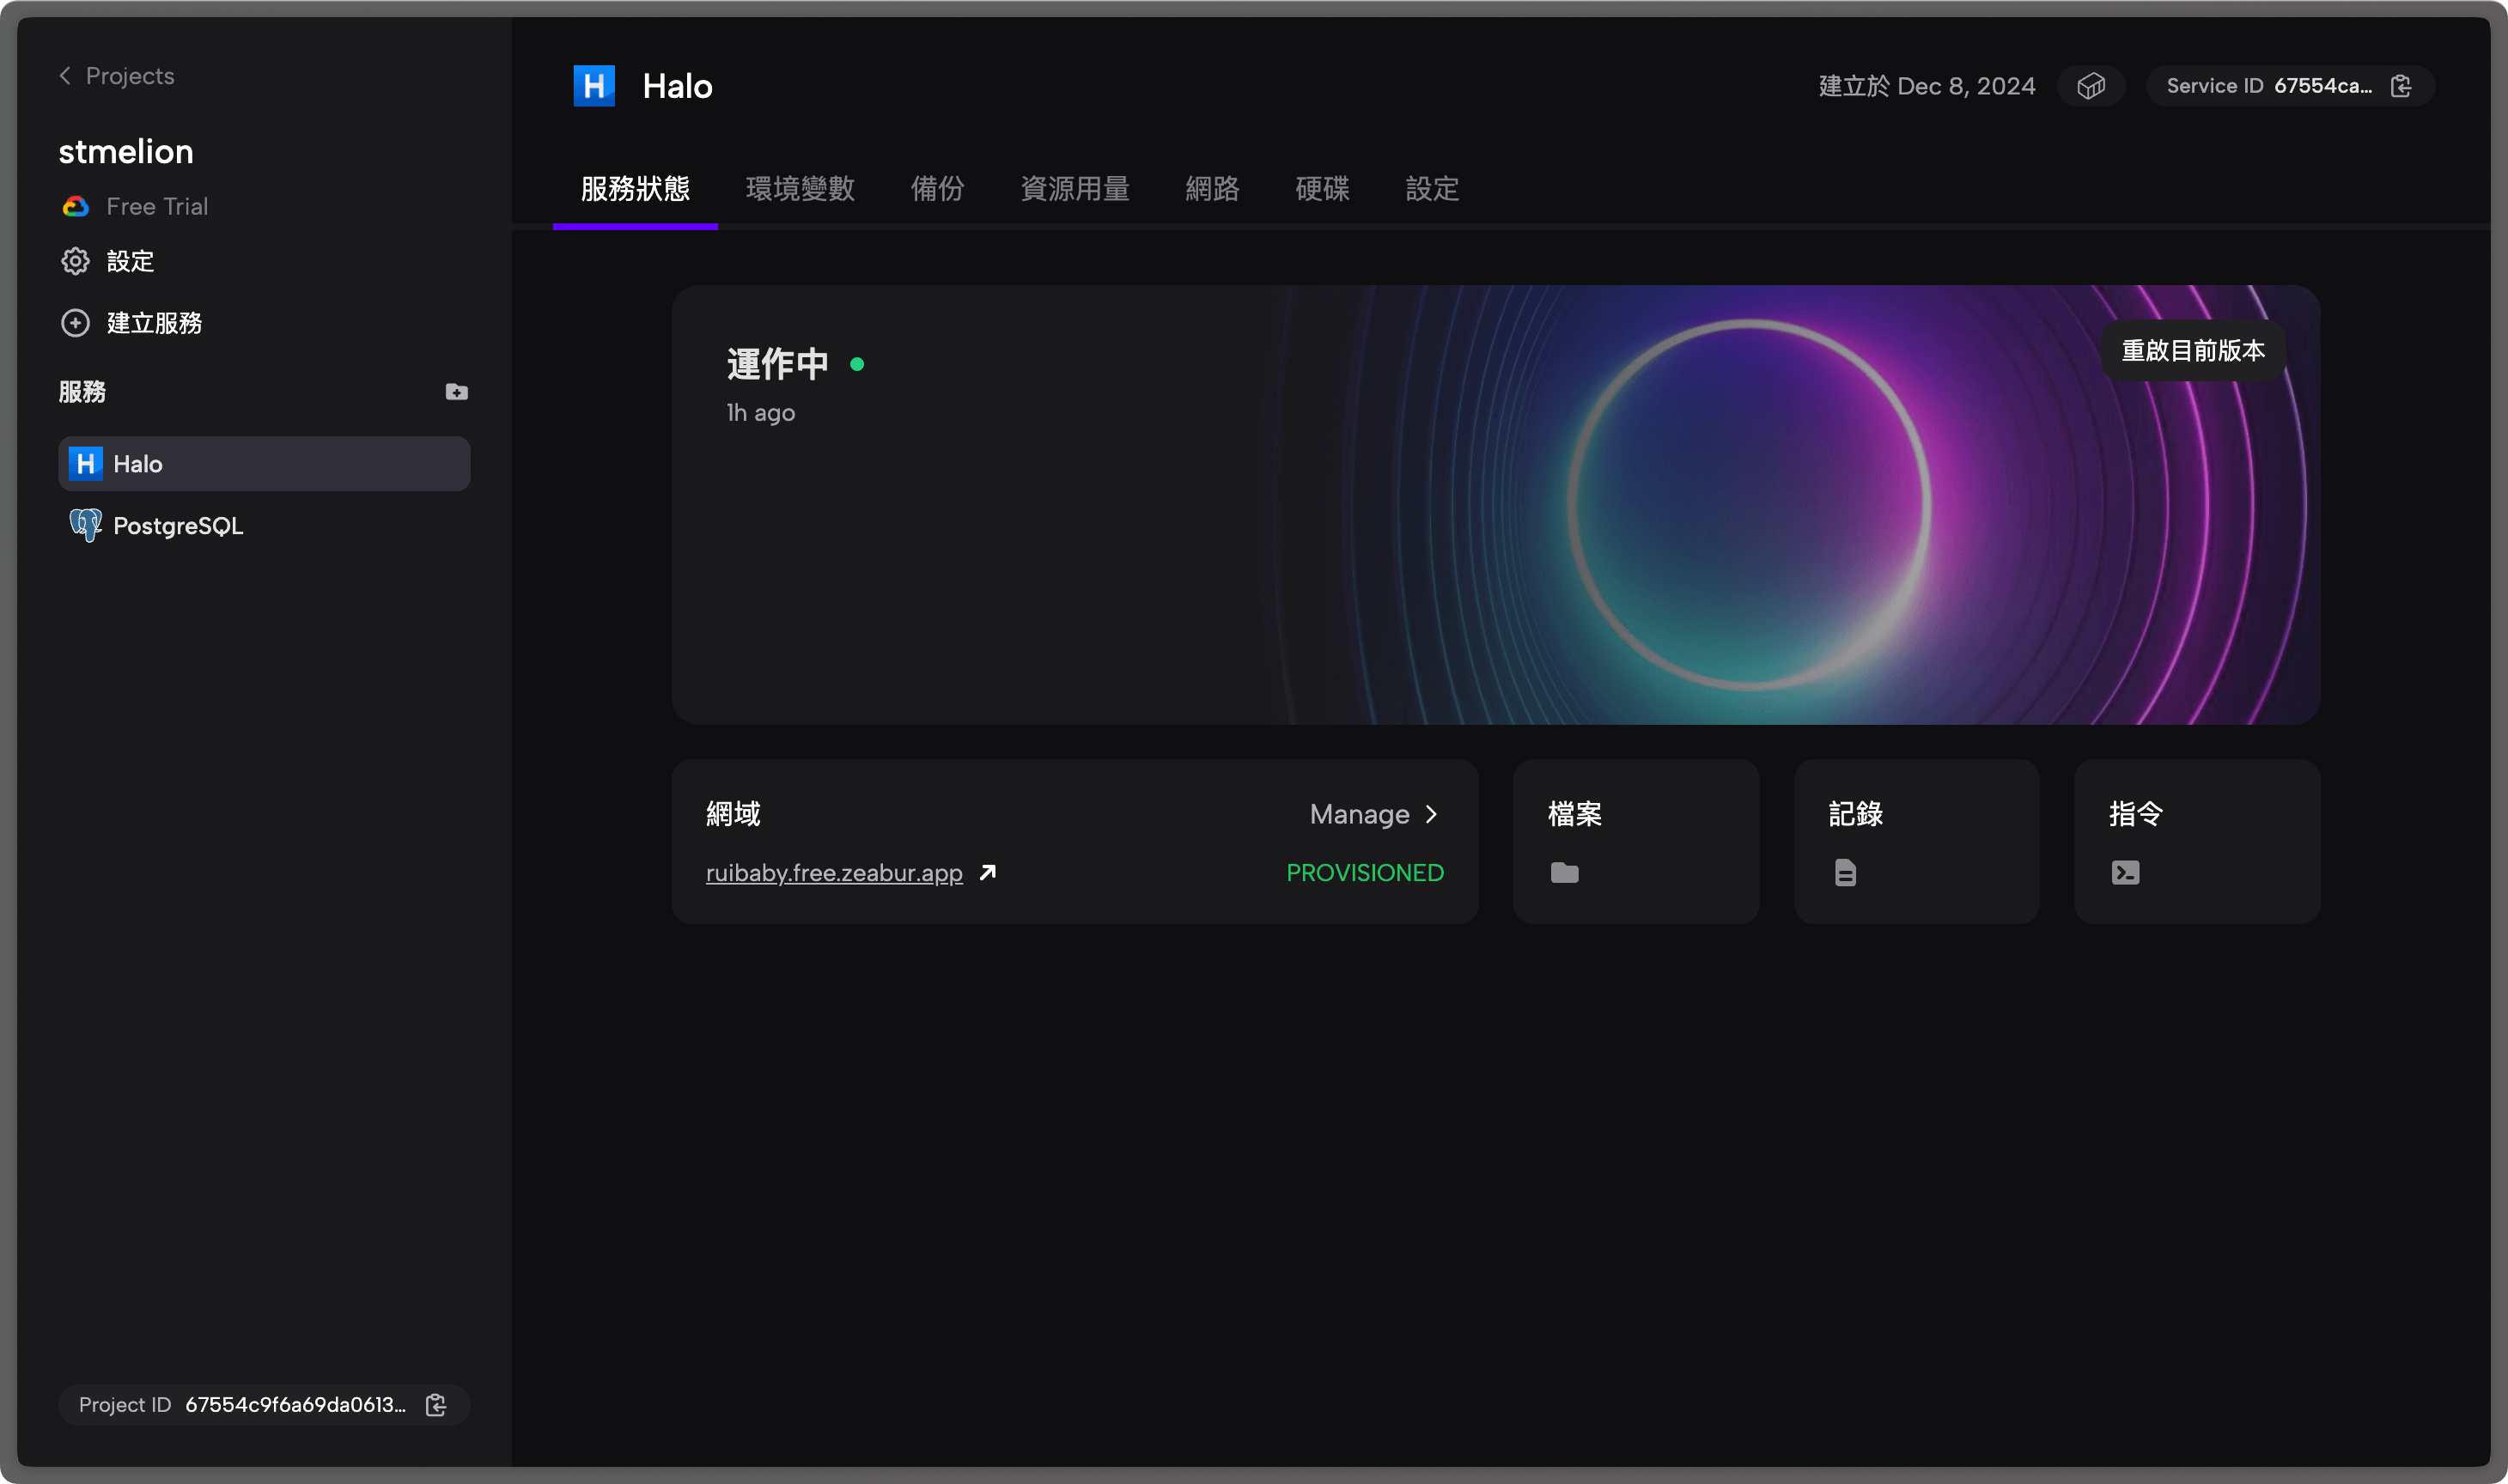 Projects
stmelion
Free Trial
設定
建立服務
服務
H Halo
PostgreSQL
Project ID 67554c9f6a69da0613...
H Halo
建立於 Dec 8, 2024
Service ID 67554ca...
服務狀態 環境變數 備份 資源用量 網路 硬碟 設定
運作中
1h ago
重啟目前版本
網域
Manage
ruibaby.free.zeabur.app
PROVISIONED
檔案
記錄
指令